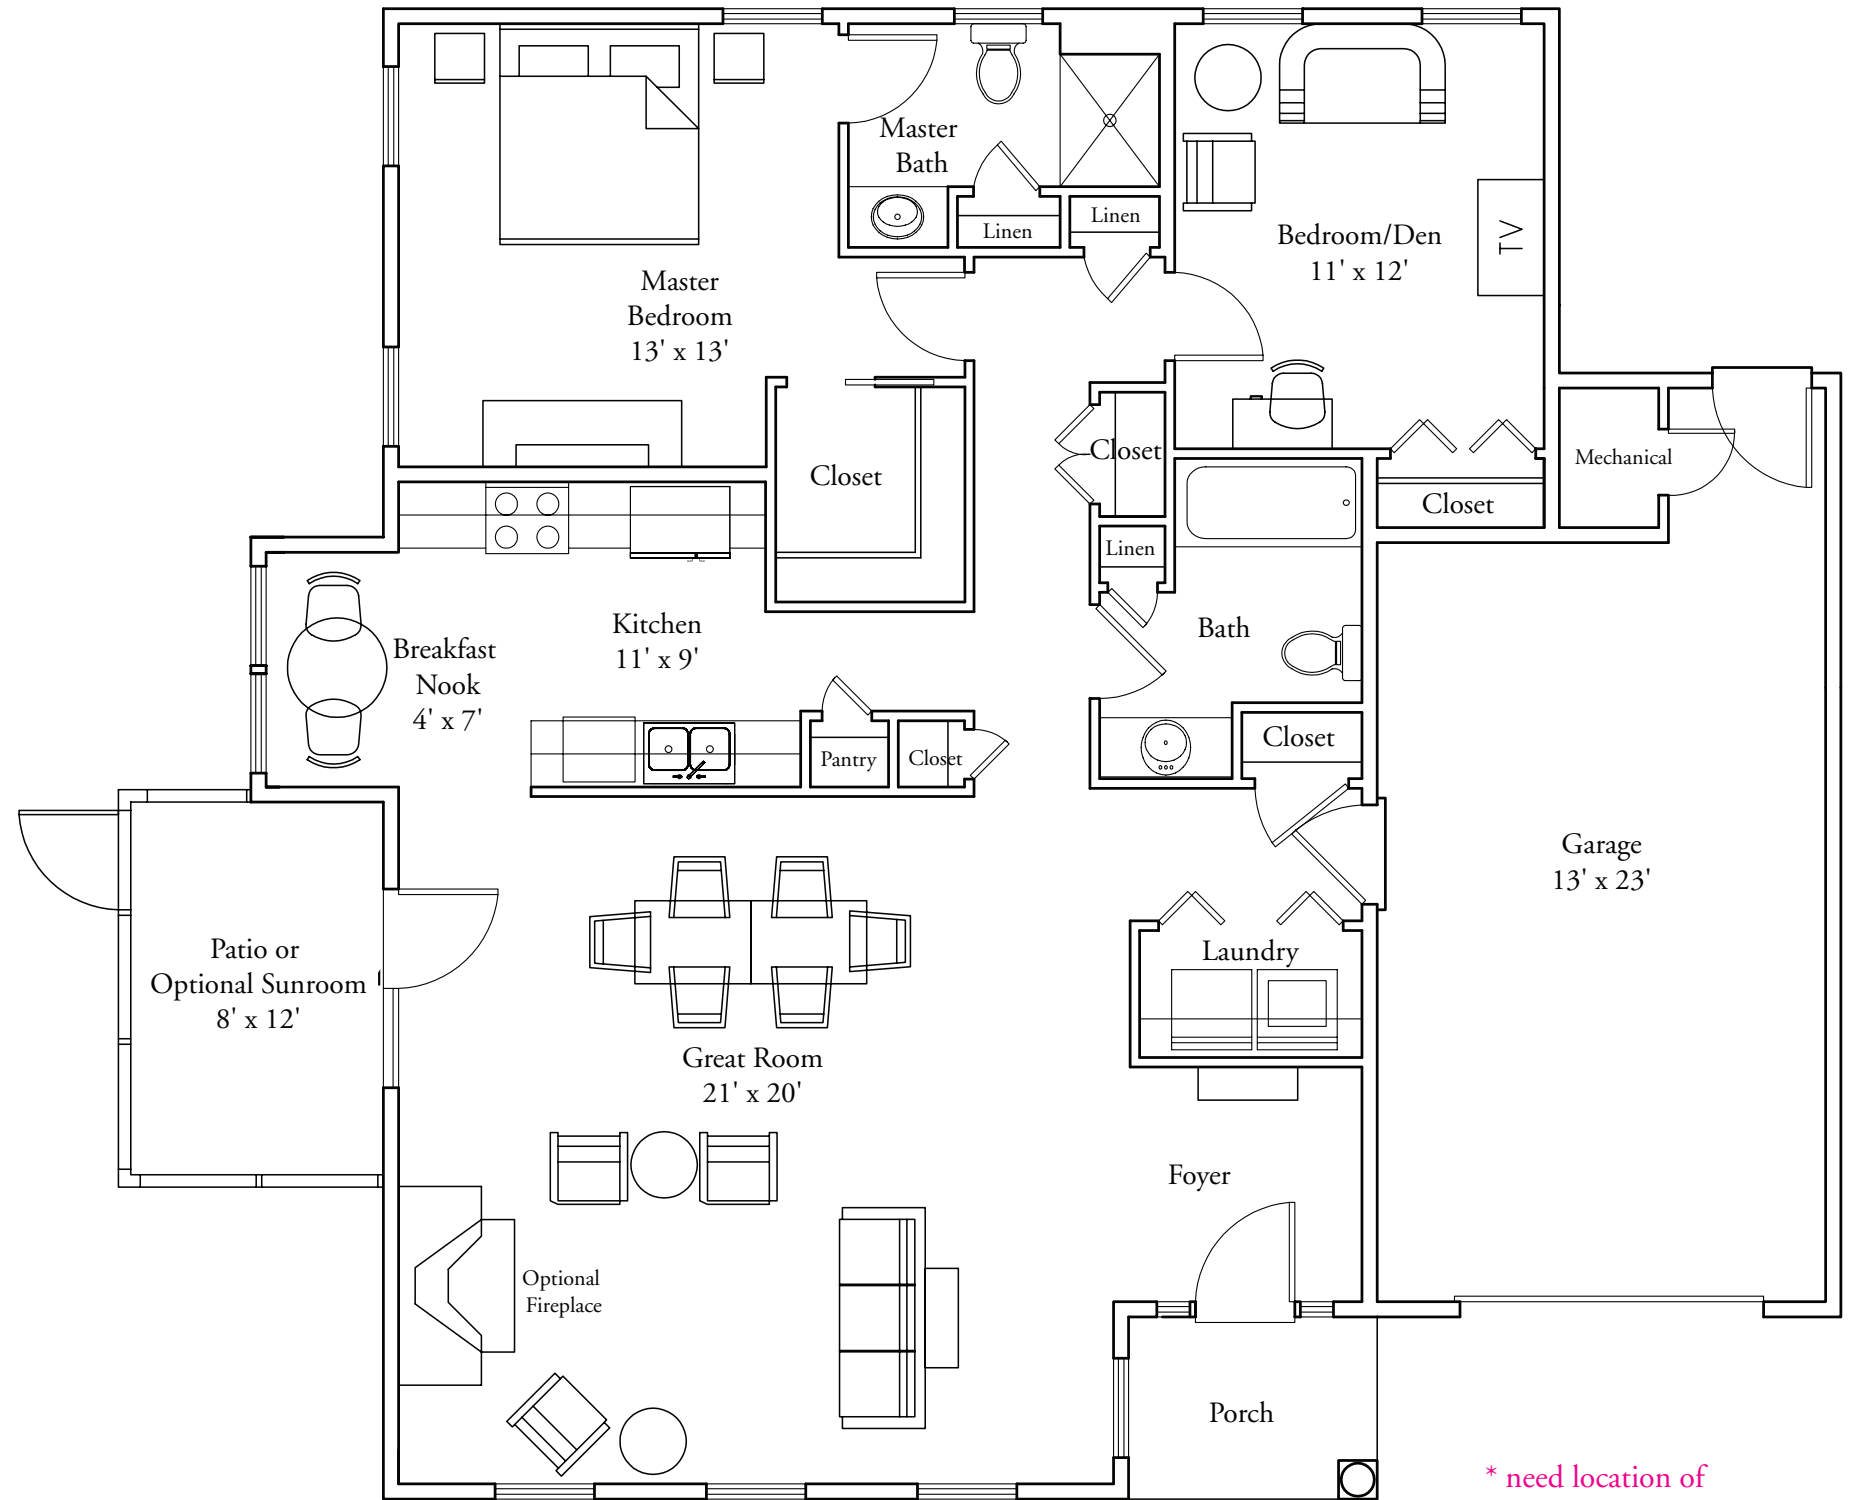 Master
Bath
Linen
Linen
Bedroom/Den
11' x 12'
TV
Master
Bedroom
13' x 13'
Closet
Closet
Closet
Mechanical
Linen
Bath
Kitchen
11' x 9'
Breakfast
Nook
4' x 7'
Pantry
Closet
Closet
Garage
13' x 23'
Patio or
Optional Sunroom
8' x 12'
Laundry
Great Room
21' x 20'
Foyer
Optional
Fireplace
Porch
* need location of